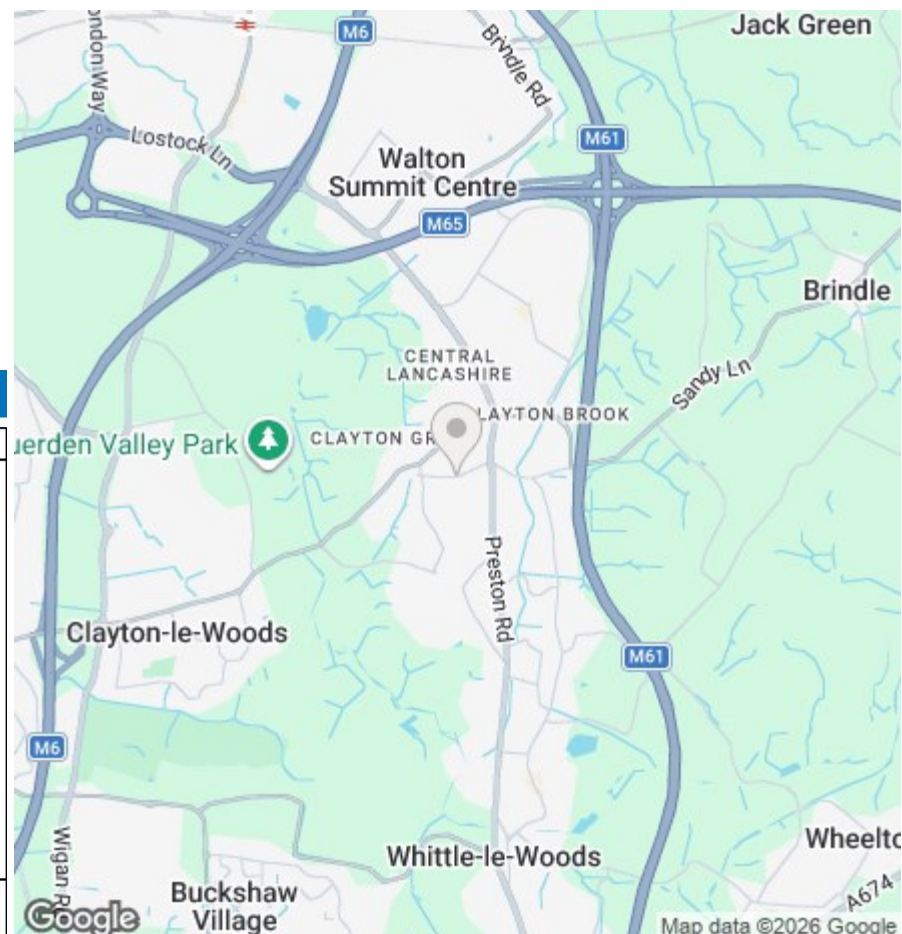 Jack Green
M6
London Way
Brindle Rd
M61
Lostock Ln
Walton
Summit Centre
M65
Brindle
CENTRAL
LANCASHIRE
Sandy Ln
LAYTON BROOK
uerden Valley Park
CLAYTON GR
Preston Rd
Clayton-le-Woods
M61
M6
Whittle-le-Woods
Wheelto
A674
Wigan R
Buckshaw
Village
Google
Map data ©2026 Google